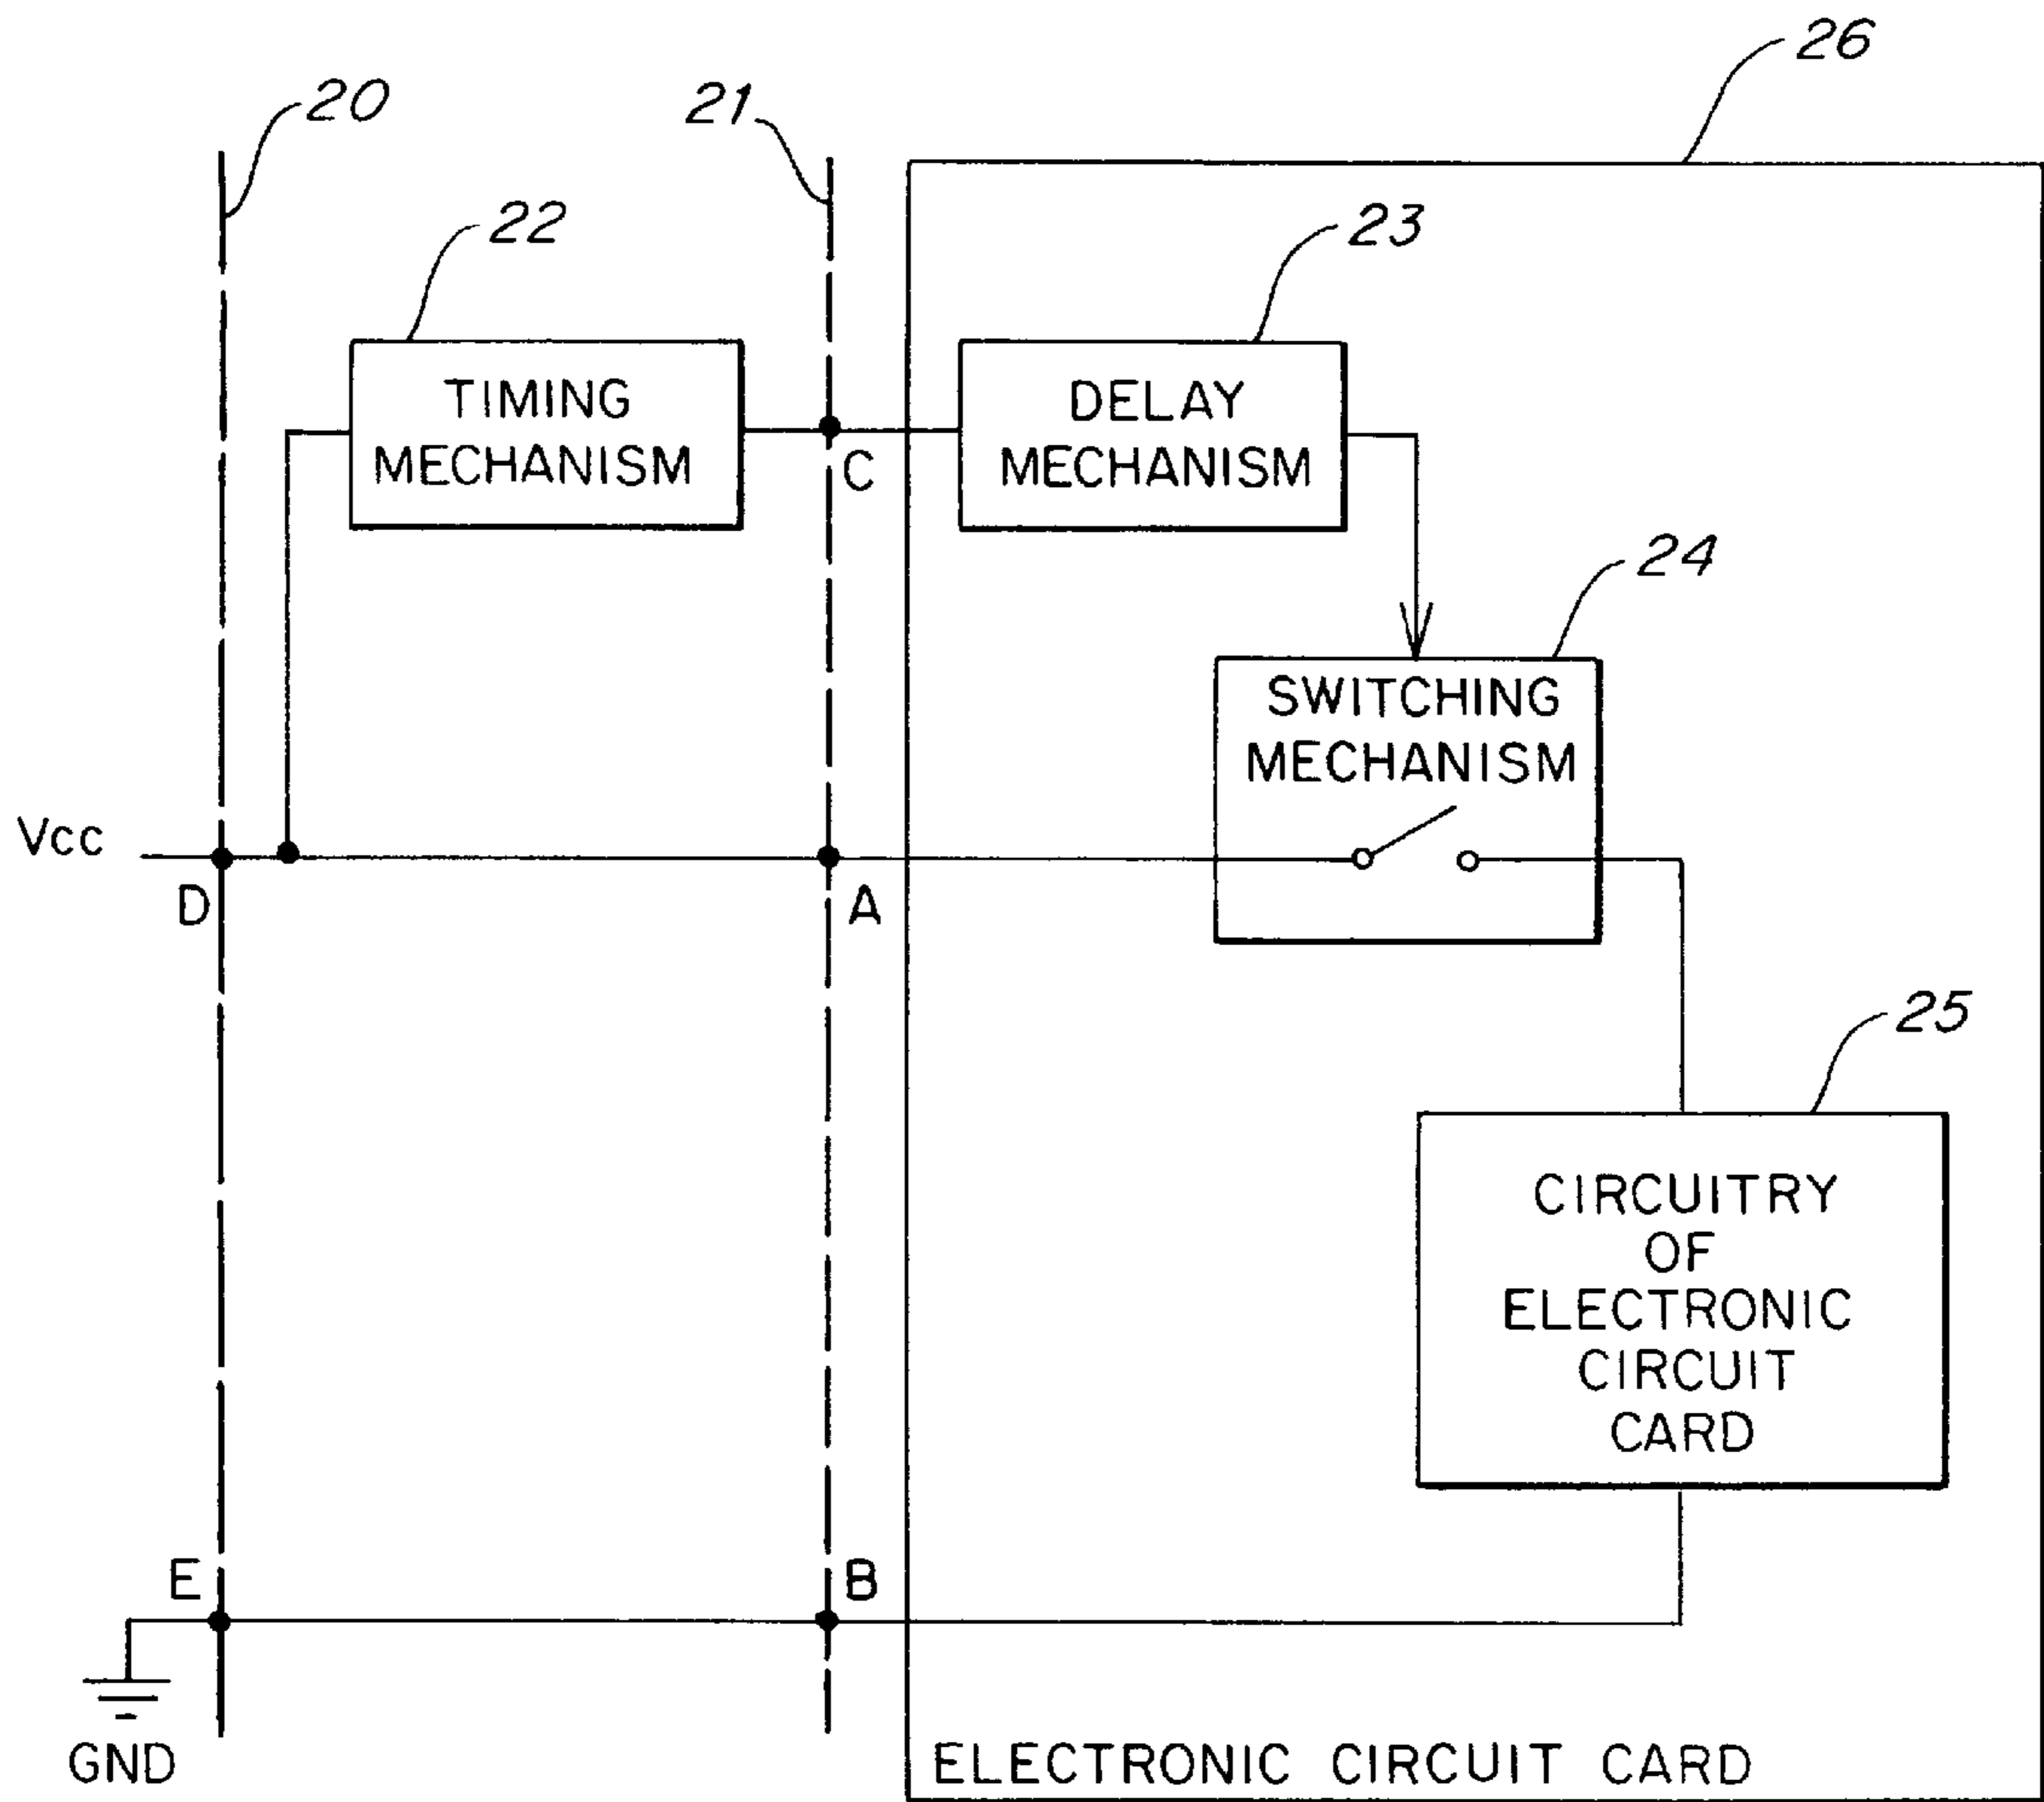 26
20
21
22
23
TIMING
MECHANISM
DELAY
MECHANISM
C
24
SWITCHING
MECHANISM
Vcc
D
A
25
CIRCUITRY
OF
ELECTRONIC
CIRCUIT
CARD
E
B
GND
ELECTRONIC CIRCUIT CARD